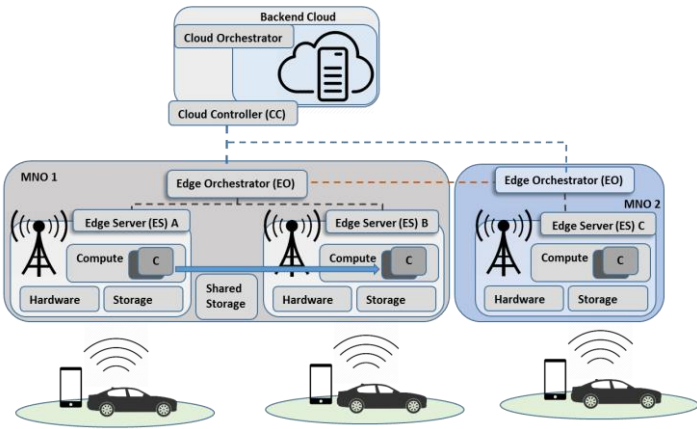 Backend Cloud
Cloud Orchestrator
Cloud Controller (CC)
MNO 1
Edge Orchestrator (EO)
Edge Orchestrator (EO)
MNO 2
Edge Server (ES) A
Edge Server (ES) B
Edge Server (ES) C
Compute
C
Compute
C
Compute
C
Hardware
Storage
Shared
Storage
Hardware
Storage
Hardware
Storage